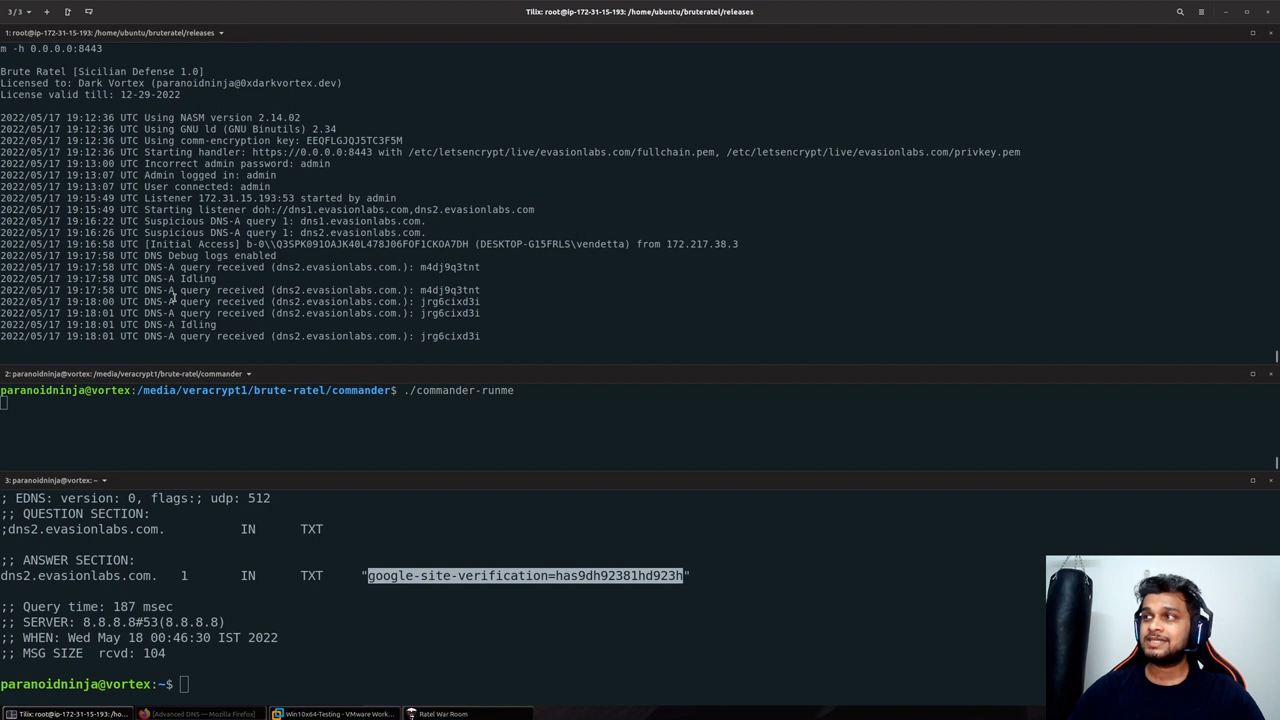 3/3
Tilix: root@ip-172-31-15-193: /home/ubuntu/bruteratel/releases
1: root@ip-172-31-15-193: /home/ubuntu/bruteratel/releases
m -h 0.0.0.0:8443
Brute Ratel [Sicilian Defense 1.0]
Licensed to: Dark Vortex (paranoidninja@0xdarkvortex.dev)
License valid till: 12-29-2022
2022/05/17 19:12:36 UTC Using NASM version 2.14.02
2022/05/17 19:12:36 UTC Using GNU ld (GNU Binutils) 2.34
2022/05/17 19:12:36 UTC Using comm-encryption key: EEQFLGJQJ5TC3F5M
2022/05/17 19:12:36 UTC Starting handler: https://0.0.0.0:8443 with /etc/letsencrypt/live/evasionlabs.com/fullchain.pem, /etc/letsencrypt/live/evasionlabs.com/privkey.pem
2022/05/17 19:13:00 UTC Incorrect admin password: admin
2022/05/17 19:13:07 UTC Admin logged in: admin
2022/05/17 19:13:07 UTC User connected: admin
2022/05/17 19:15:49 UTC Listener 172.31.15.193:53 started by admin
2022/05/17 19:15:49 UTC Starting listener doh://dns1.evasionlabs.com,dns2.evasionlabs.com
2022/05/17 19:16:22 UTC Suspicious DNS-A query 1: dns1.evasionlabs.com.
2022/05/17 19:16:26 UTC Suspicious DNS-A query 1: dns2.evasionlabs.com.
2022/05/17 19:16:58 UTC [Initial Access] b-0\\Q3SPK091OAJK40L478J06FOF1CKOA7DH (DESKTOP-G15FRLS\vendetta) from 172.217.38.3
2022/05/17 19:17:58 UTC DNS Debug logs enabled
2022/05/17 19:17:58 UTC DNS-A query received (dns2.evasionlabs.com.): m4dj9q3tnt
2022/05/17 19:17:58 UTC DNS-A Idling
2022/05/17 19:17:58 UTC DNS-A query received (dns2.evasionlabs.com.): m4dj9q3tnt
2022/05/17 19:18:00 UTC DNS-A query received (dns2.evasionlabs.com.): jrg6cixd3i
2022/05/17 19:18:01 UTC DNS-A query received (dns2.evasionlabs.com.): jrg6cixd3i
2022/05/17 19:18:01 UTC DNS-A Idling
2022/05/17 19:18:01 UTC DNS-A query received (dns2.evasionlabs.com.): jrg6cixd3i
2: paranoidninja@vortex: /media/veracrypt1/brute-ratel/commander
paranoidninja@vortex:/media/veracrypt1/brute-ratel/commander$ ./commander-runme
3: paranoidninja@vortex: ~
; EDNS: version: 0, flags:; udp: 512
;; QUESTION SECTION:
;dns2.evasionlabs.com. IN TXT
;; ANSWER SECTION:
dns2.evasionlabs.com. 1 IN TXT "google-site-verification=has9dh92381hd923h"
;; Query time: 187 msec
;; SERVER: 8.8.8.8#53(8.8.8.8)
;; WHEN: Wed May 18 00:46:30 IST 2022
;; MSG SIZE rcvd: 104
paranoidninja@vortex:~$
Tilix: root@ip-172-31-15-193: /ho...
[Advanced DNS — Mozilla Firefox]
Win10x64-Testing - VMware Work...
Ratel War Room